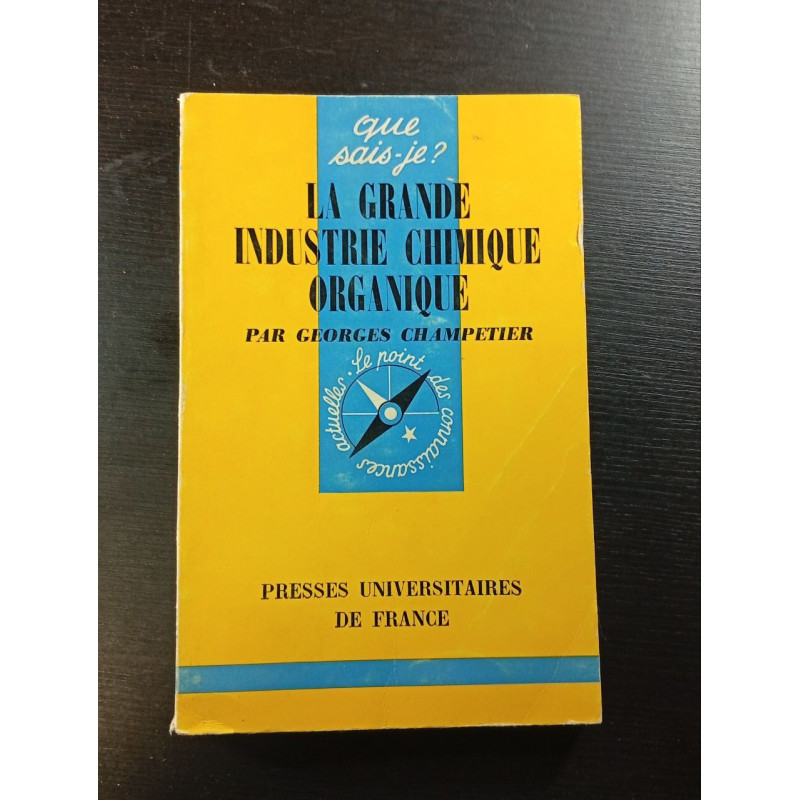 que
sais-je?
LA GRANDE
INDUSTRIE CHIMIQUE
ORGANIQUE
PAR GEORGES CHAMPETIER
Le point des connaissances actuelles.
PRESSES UNIVERSITAIRES
DE FRANCE